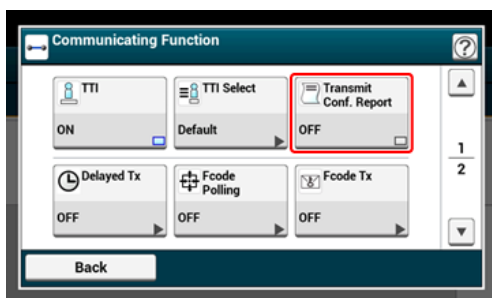 Communicating Function
?
TTI
ON
TTI Select
Default
Transmit
Conf. Report
OFF
1
2
Delayed Tx
OFF
Fcode
Polling
OFF
Fcode Tx
OFF
Back